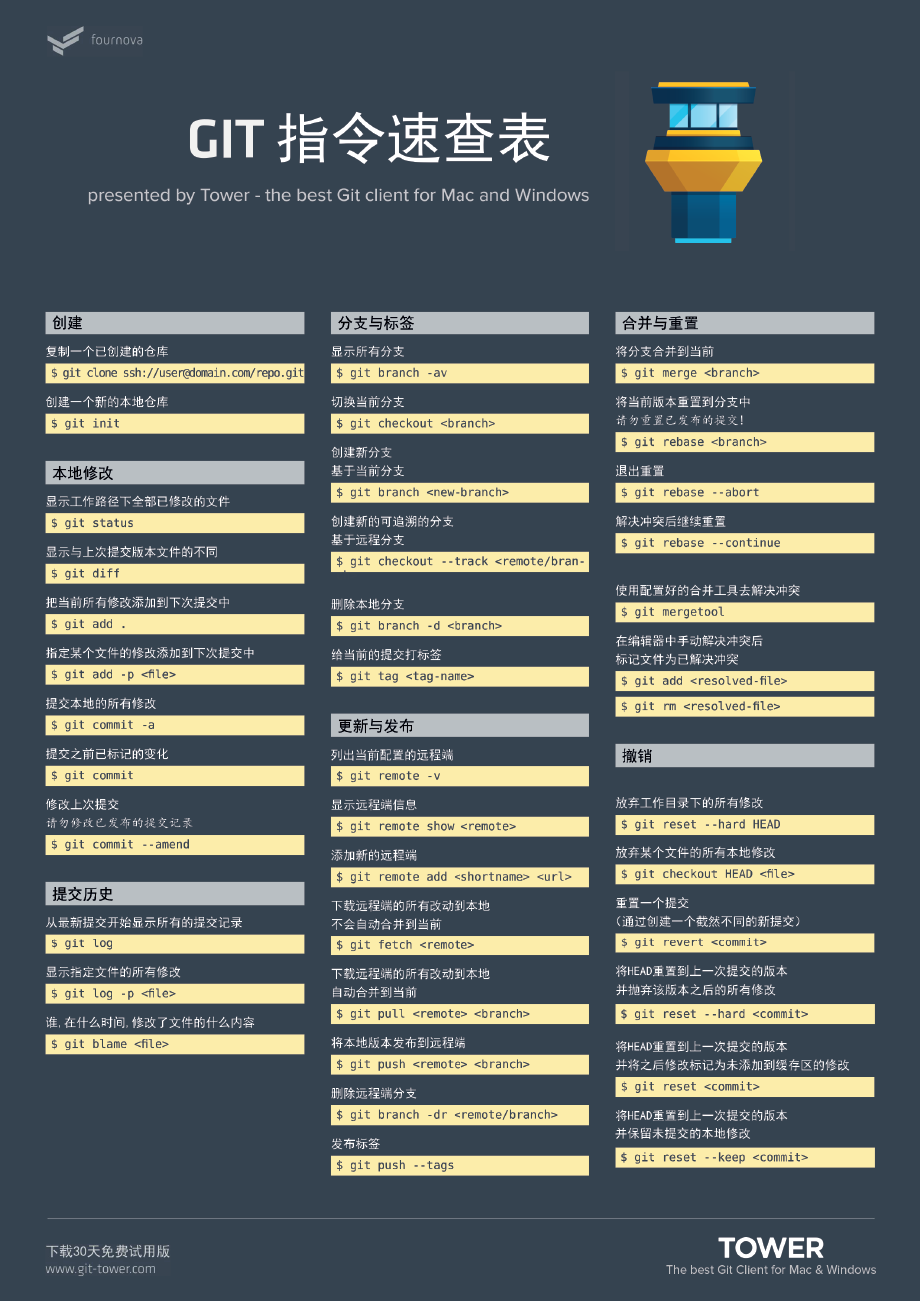 fournova
GIT 指令速查表
presented by Tower - the best Git client for Mac and Windows
创建
复制一个已创建的仓库
$ git clone ssh://user@domain.com/repo.git
创建一个新的本地仓库
$ git init
本地修改
显示工作路径下全部已修改的文件
$ git status
显示与上次提交版本文件的不同
$ git diff
把当前所有修改添加到下次提交中
$ git add .
指定某个文件的修改添加到下次提交中
$ git add -p <file>
提交本地的所有修改
$ git commit -a
提交之前已标记的变化
$ git commit
修改上次提交
请勿修改已发布的提交记录
$ git commit --amend
提交历史
从最新提交开始显示所有的提交记录
$ git log
显示指定文件的所有修改
$ git log -p <file>
谁, 在什么时间, 修改了文件的什么内容
$ git blame <file>
分支与标签
显示所有分支
$ git branch -av
切换当前分支
$ git checkout <branch>
创建新分支
基于当前分支
$ git branch <new-branch>
创建新的可追溯的分支
基于远程分支
$ git checkout --track <remote/bran-
删除本地分支
$ git branch -d <branch>
给当前的提交打标签
$ git tag <tag-name>
更新与发布
列出当前配置的远程端
$ git remote -v
显示远程端信息
$ git remote show <remote>
添加新的远程端
$ git remote add <shortname> <url>
下载远程端的所有改动到本地
不会自动合并到当前
$ git fetch <remote>
下载远程端的所有改动到本地
自动合并到当前
$ git pull <remote> <branch>
将本地版本发布到远程端
$ git push <remote> <branch>
删除远程端分支
$ git branch -dr <remote/branch>
发布标签
$ git push --tags
合并与重置
将分支合并到当前
$ git merge <branch>
将当前版本重置到分支中
请勿重置已发布的提交!
$ git rebase <branch>
退出重置
$ git rebase --abort
解决冲突后继续重置
$ git rebase --continue
使用配置好的合并工具去解决冲突
$ git mergetool
在编辑器中手动解决冲突后
标记文件为已解决冲突
$ git add <resolved-file>
$ git rm <resolved-file>
撤销
放弃工作目录下的所有修改
$ git reset --hard HEAD
放弃某个文件的所有本地修改
$ git checkout HEAD <file>
重置一个提交
(通过创建一个截然不同的新提交)
$ git revert <commit>
将HEAD重置到上一次提交的版本
并抛弃该版本之后的所有修改
$ git reset --hard <commit>
将HEAD重置到上一次提交的版本
并将之后修改标记为未添加到缓存区的修改
$ git reset <commit>
将HEAD重置到上一次提交的版本
并保留未提交的本地修改
$ git reset --keep <commit>
下载30天免费试用版
www.git-tower.com
TOWER
The best Git Client for Mac & Windows